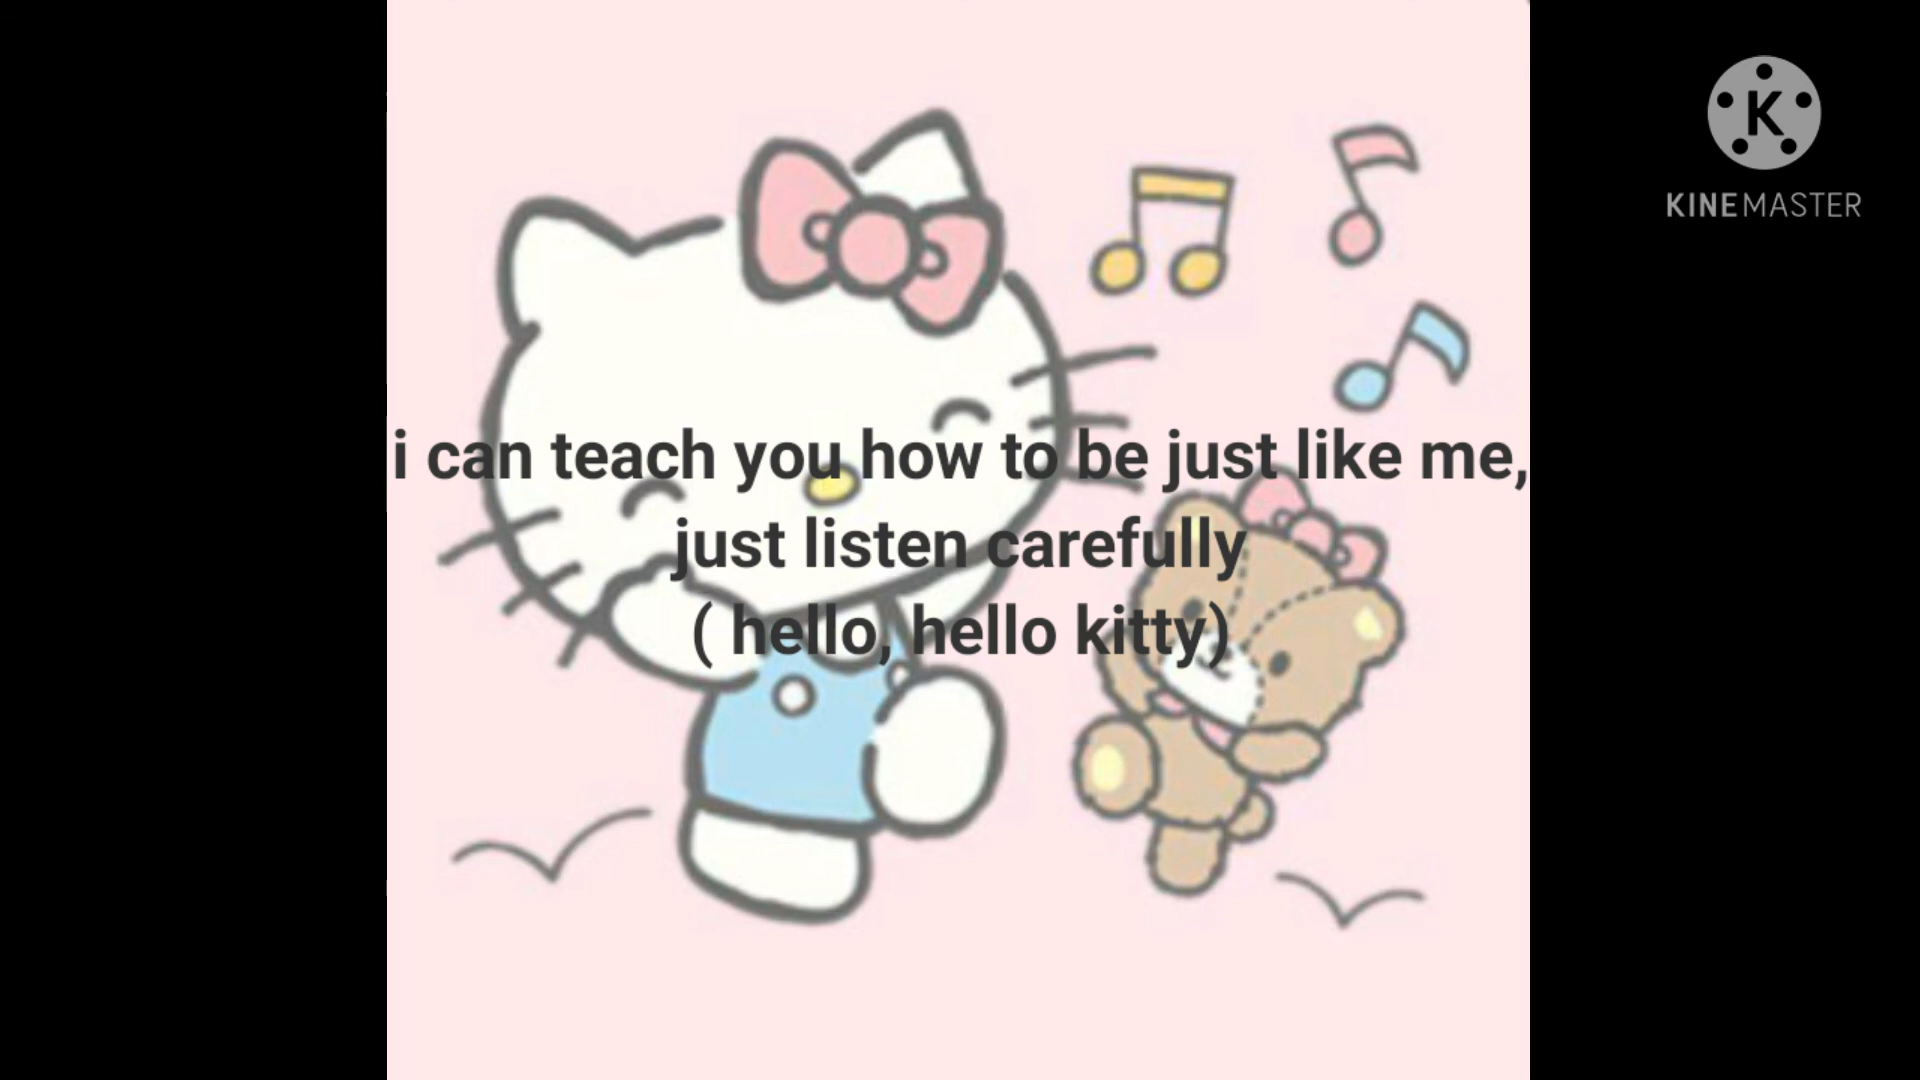 i can teach you how to be just like me,
just listen carefully
( hello, hello kitty)
K
KINEMASTER